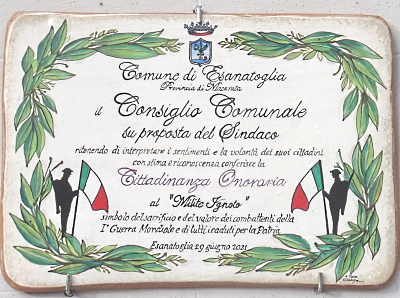 Comune di Esanatoglia
Provincia di Macerata
il Consiglio Comunale
su proposta del Sindaco
ritenendo di interpretare i sentimenti e la volontà dei suoi cittadini
con stima e riconoscenza conferisce la
Cittadinanza Onoraria
al "Milite Ignoto"
simbolo del sacrificio e del valore dei combattenti della
Iª Guerra Mondiale e di tutti i caduti per la Patria
Esanatoglia 29 giugno 2021